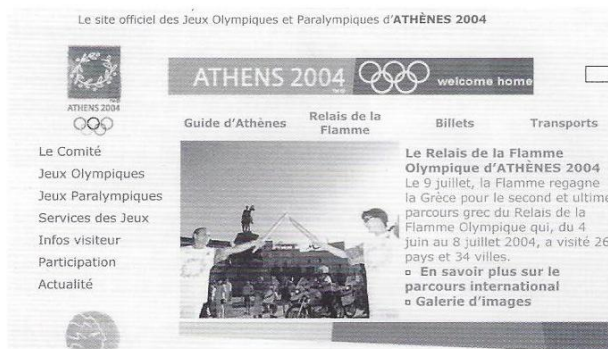 Le site officiel des Jeux Olympiques et Paralympiques d'ATHÈNES 2004
ATHENS 2004
ATHENS 2004 welcome home
Guide d'Athènes
Relais de la
Flamme
Billets
Transports
Le Comité
Jeux Olympiques
Jeux Paralympiques
Services des Jeux
Infos visiteur
Participation
Actualité
Le Relais de la Flamme
Olympique d'ATHÈNES 2004
Le 9 juillet, la Flamme regagne
la Grèce pour le second et ultime
parcours grec du Relais de la
Flamme Olympique qui, du 4
juin au 8 juillet 2004, a visité 26
pays et 34 villes.
▫ En savoir plus sur le
parcours international
▫ Galerie d'images